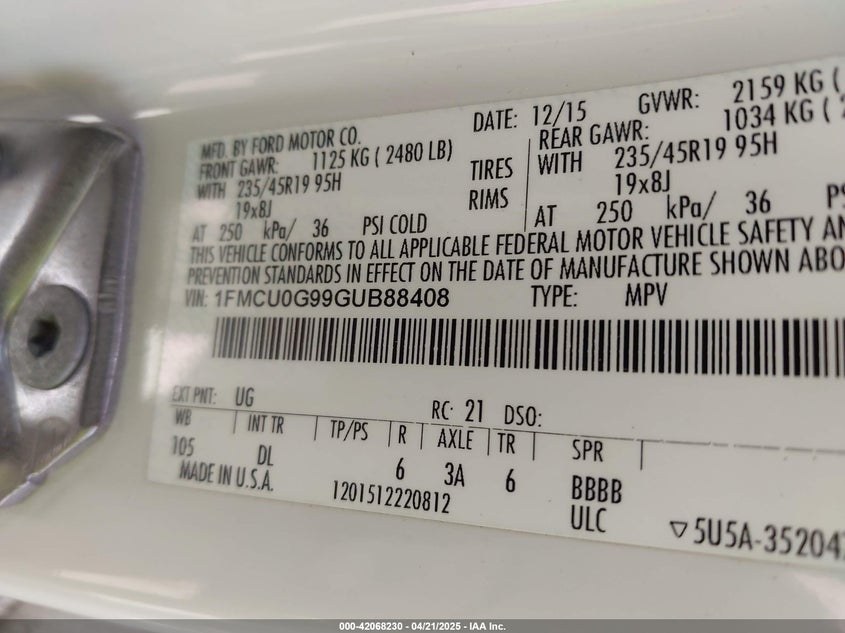 MFD. BY FORD MOTOR CO. DATE: 12/15 GVWR: 2159 KG (
FRONT GAWR: 1125 KG ( 2480 LB) REAR GAWR: 1034 KG ( 2
WITH 235/45R19 95H TIRES WITH 235/45R19 95H
19x8J RIMS 19x8J
AT 250 kPa/ 36 PSI COLD AT 250 kPa/ 36 PS
THIS VEHICLE CONFORMS TO ALL APPLICABLE FEDERAL MOTOR VEHICLE SAFETY AN
PREVENTION STANDARDS IN EFFECT ON THE DATE OF MANUFACTURE SHOWN ABO
VIN: 1FMCU0G99GUB88408 TYPE: MPV
EXT PNT: UG RC: 21 DSO:
WB INT TR TP/PS R AXLE TR SPR
105 DL 6 3A 6 BBBB
MADE IN U.S.A. 1201512220812 ULC
▽5U5A-35204
000-42068230 - 04/21/2025 - IAA Inc.